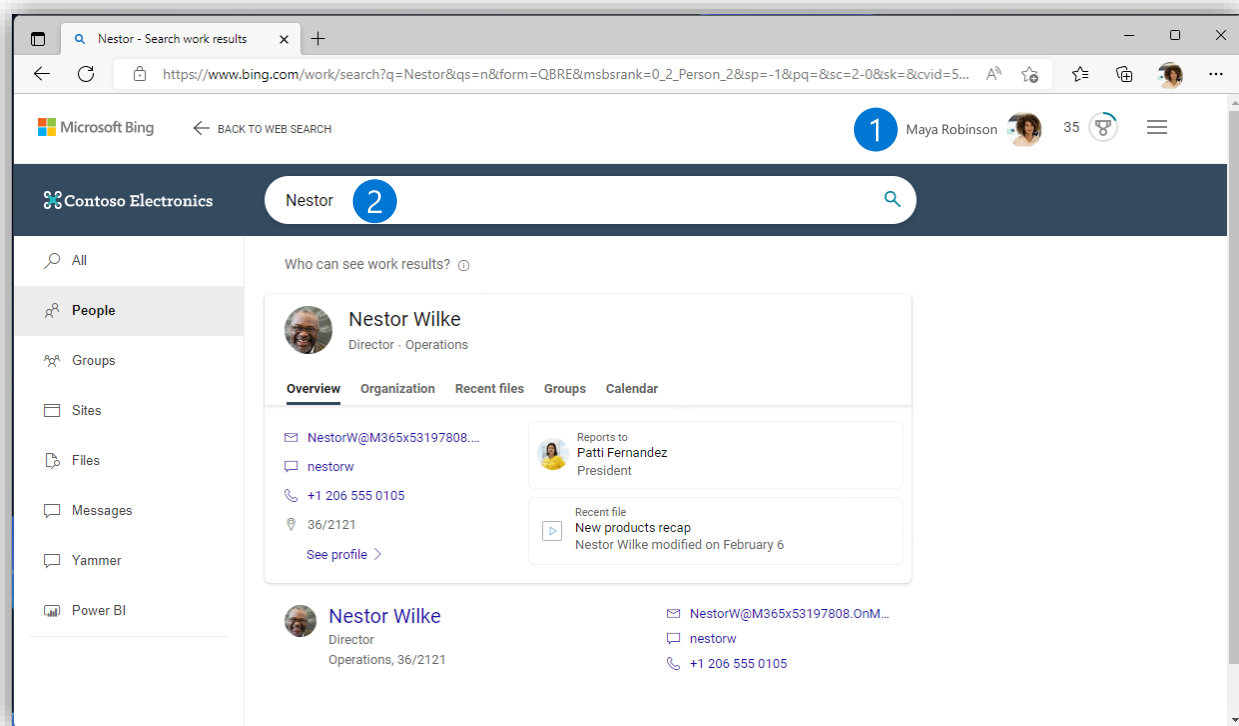 Nestor - Search work results
https://www.bing.com/work/search?q=Nestor&qs=n&form=QBRE&msbsrank=0_2_Person_2&sp=-1&pq=&sc=2-0&sk=&cvid=5...
Microsoft Bing
BACK TO WEB SEARCH
1
Maya Robinson
35
Contoso Electronics
Nestor
2
All
People
Groups
Sites
Files
Messages
Yammer
Power BI
Who can see work results?
Nestor Wilke
Director · Operations
Overview Organization Recent files Groups Calendar
NestorW@M365x53197808....
nestorw
+1 206 555 0105
36/2121
See profile
Reports to
Patti Fernandez
President
Recent file
New products recap
Nestor Wilke modified on February 6
Nestor Wilke
Director
Operations, 36/2121
NestorW@M365x53197808.OnM...
nestorw
+1 206 555 0105